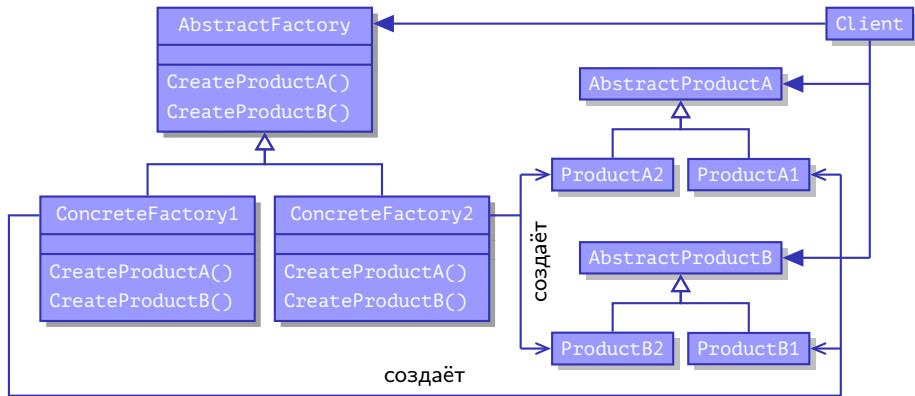 AbstractFactory
CreateProductA()
CreateProductB()
Client
AbstractProductA
ProductA2
ProductA1
ConcreteFactory1
CreateProductA()
CreateProductB()
ConcreteFactory2
CreateProductA()
CreateProductB()
создаёт
AbstractProductB
ProductB2
ProductB1
создаёт